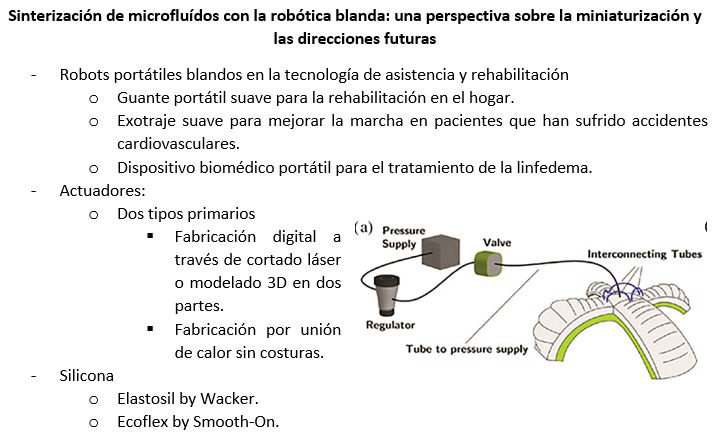 Sinterización de microfluídos con la robótica blanda: una perspectiva sobre la miniaturización y
las direcciones futuras
- Robots portátiles blandos en la tecnología de asistencia y rehabilitación
o Guante portátil suave para la rehabilitación en el hogar.
o Exotraje suave para mejorar la marcha en pacientes que han sufrido accidentes
cardiovasculares.
o Dispositivo biomédico portátil para el tratamiento de la linfedema.
- Actuadores:
o Dos tipos primarios
▪ Fabricación digital a
través de cortado láser
o modelado 3D en dos
partes.
▪ Fabricación por unión
de calor sin costuras.
- Silicona
o Elastosil by Wacker.
o Ecoflex by Smooth-On.
(a)
Pressure
Supply
Valve
Interconnecting Tubes
Regulator
Tube to pressure supply